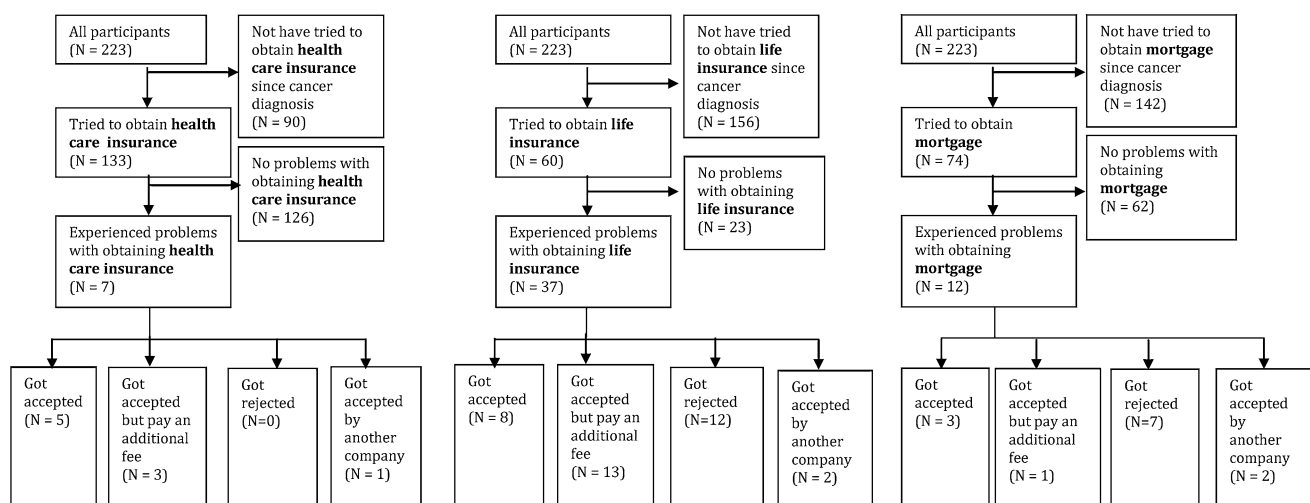 All participants
(N = 223)
Not have tried to
obtain health
care insurance
since cancer
diagnosis
(N = 90)
Tried to obtain health
care insurance
(N = 133)
No problems with
obtaining health
care insurance
(N = 126)
Experienced problems
with obtaining health
care insurance
(N = 7)
Got
accepted
(N = 5)
Got
accepted
but pay an
additional
fee
(N = 3)
Got
rejected
(N=0)
Got
accepted
by
another
company
(N = 1)
All participants
(N = 223)
Not have tried
to obtain life
insurance since
cancer
diagnosis
(N = 156)
Tried to obtain life
insurance
(N = 60)
No problems
with obtaining
life insurance
(N = 23)
Experienced problems
with obtaining life
insurance
(N = 37)
Got
accepted
(N = 8)
Got
accepted
but pay an
additional
fee
(N = 13)
Got
rejected
(N=12)
Got
accepted
by another
company
(N = 2)
All participants
(N = 223)
Not have tried to
obtain mortgage
since cancer
diagnosis
(N = 142)
Tried to obtain
mortgage
(N = 74)
No problems with
obtaining
mortgage
(N = 62)
Experienced problems
with obtaining
mortgage
(N = 12)
Got
accepted
(N = 3)
Got
accepted
but pay an
additional
fee
(N = 1)
Got
rejected
(N=7)
Got
accepted
by
another
company
(N = 2)